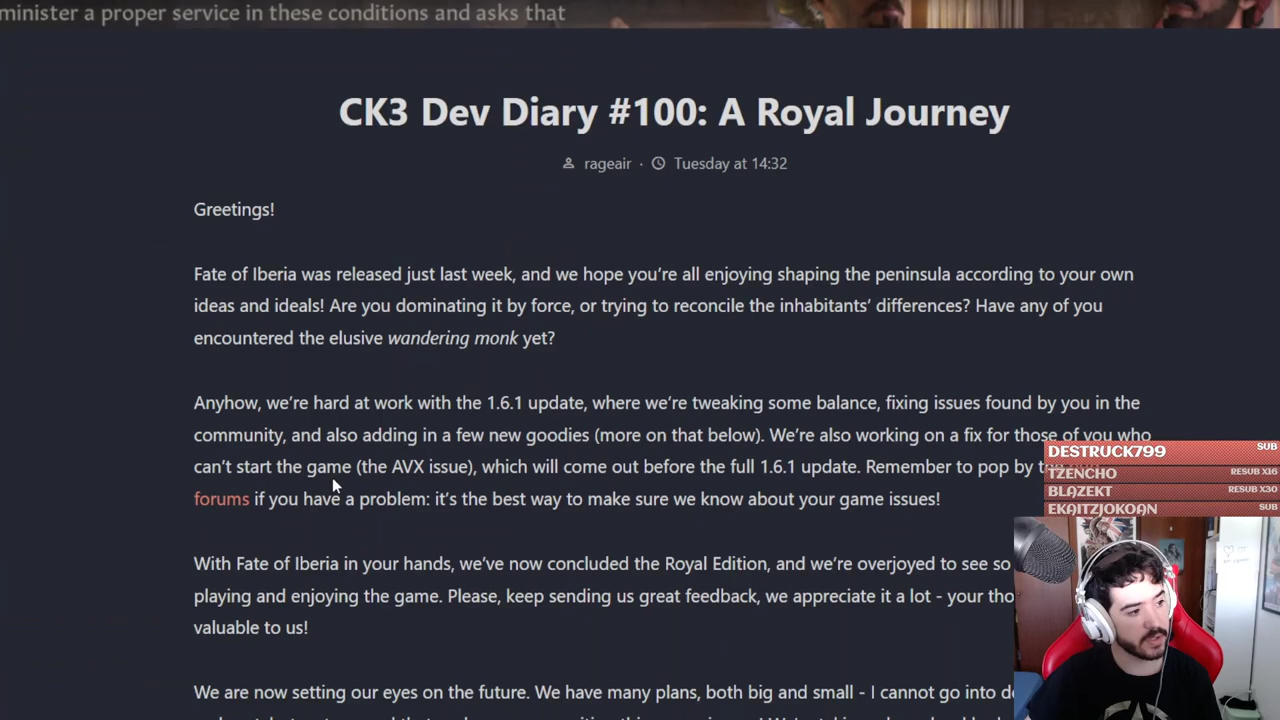 minister a proper service in these conditions and asks that
CK3 Dev Diary #100: A Royal Journey
rageair · Tuesday at 14:32
Greetings!
Fate of Iberia was released just last week, and we hope you're all enjoying shaping the peninsula according to your own
ideas and ideals! Are you dominating it by force, or trying to reconcile the inhabitants' differences? Have any of you
encountered the elusive wandering monk yet?
Anyhow, we're hard at work with the 1.6.1 update, where we're tweaking some balance, fixing issues found by you in the
community, and also adding in a few new goodies (more on that below). We're also working on a fix for those of you who
can't start the game (the AVX issue), which will come out before the full 1.6.1 update. Remember to pop by
forums if you have a problem: it's the best way to make sure we know about your game issues!
With Fate of Iberia in your hands, we've now concluded the Royal Edition, and we're overjoyed to see so
playing and enjoying the game. Please, keep sending us great feedback, we appreciate it a lot - your
valuable to us!
We are now setting our eyes on the future. We have many plans, both big and small - I cannot go into
DESTRUCK799 SUB
TZENCHO RESUB X16
BLAZEKT RESUB X30
EKAITZJOKOAN SUB